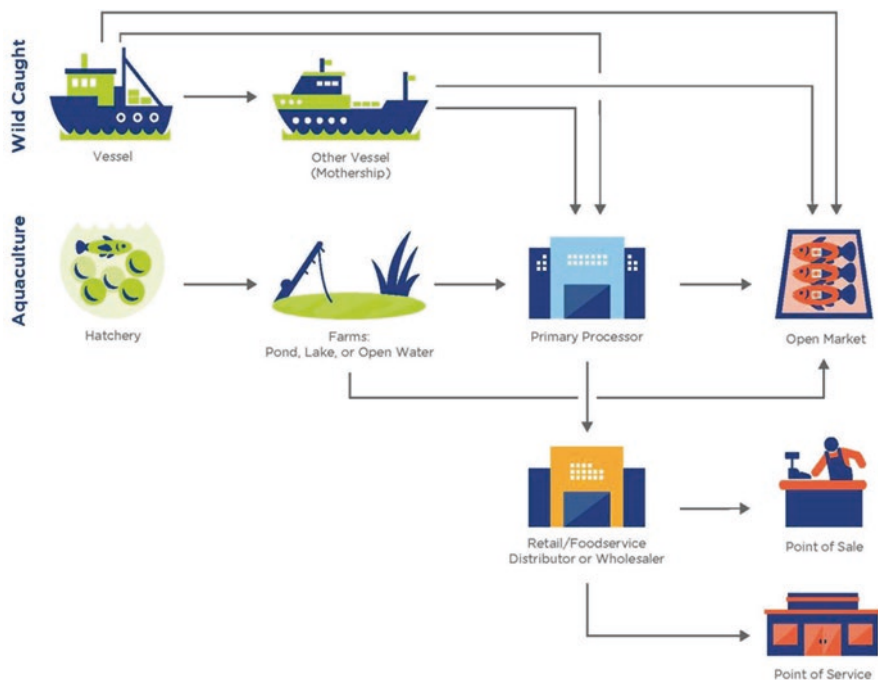 Wild Caught
Vessel
Other Vessel
(Mothership)
Aquaculture
Hatchery
Farms:
Pond, Lake, or Open Water
Primary Processor
Open Market
Retail/Foodservice
Distributor or Wholesaler
Point of Sale
Point of Service